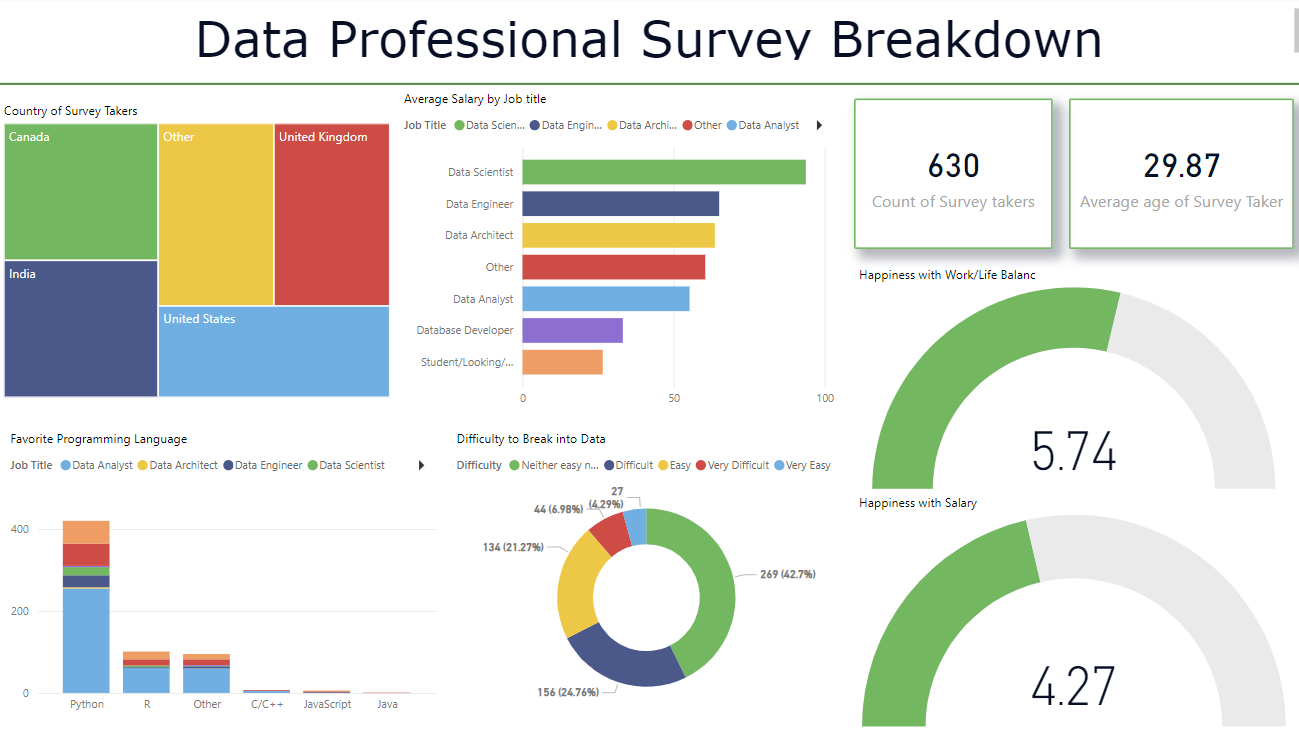 Data Professional Survey Breakdown
Country of Survey Takers
Canada
Other
United Kingdom
India
United States
Average Salary by Job title
Job Title Data Scien... Data Engin... Data Archi... Other Data Analyst
Data Scientist
Data Engineer
Data Architect
Other
Data Analyst
Database Developer
Student/Looking/...
0 50 100
630
Count of Survey takers
29.87
Average age of Survey Taker
Happiness with Work/Life Balanc
5.74
Happiness with Salary
4.27
Favorite Programming Language
Job Title Data Analyst Data Architect Data Engineer Data Scientist
400
200
0
Python R Other C/C++ JavaScript Java
Difficulty to Break into Data
Difficulty Neither easy n... Difficult Easy Very Difficult Very Easy
27
(4.29%)
44 (6.98%)
134 (21.27%)
269 (42.7%)
156 (24.76%)